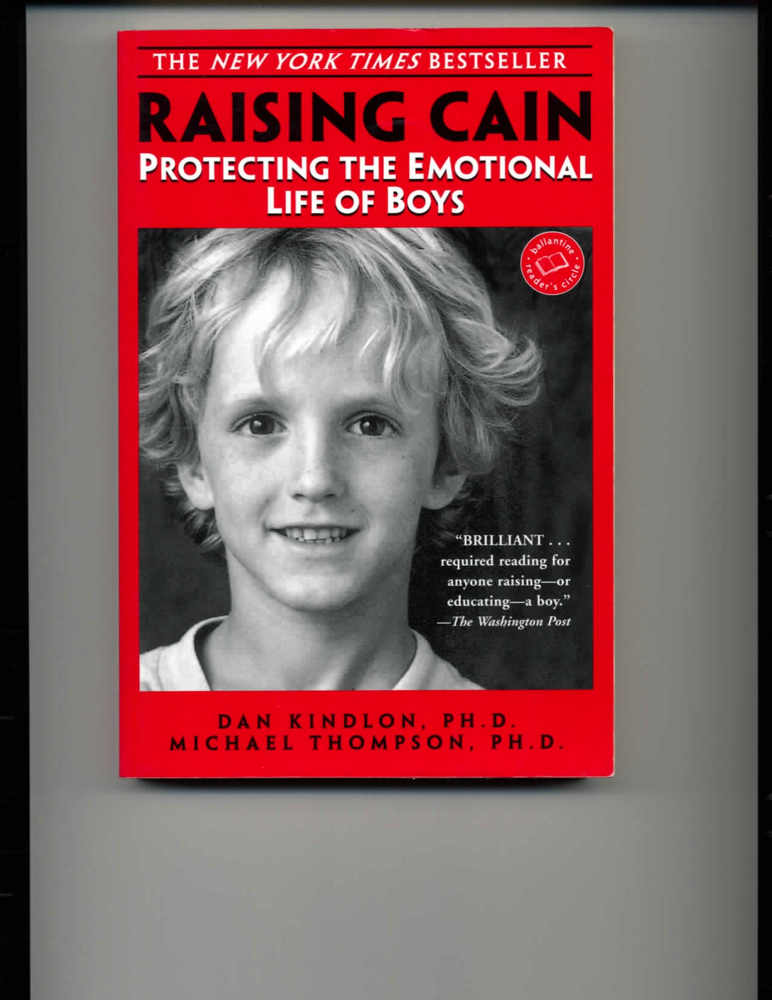 THE NEW YORK TIMES BESTSELLER
RAISING CAIN
PROTECTING THE EMOTIONAL
LIFE OF BOYS
ballantine
reader's circle
“BRILLIANT . . .
required reading for
anyone raising—or
educating—a boy.”
—The Washington Post
DAN KINDLON, PH.D.
MICHAEL THOMPSON, PH.D.